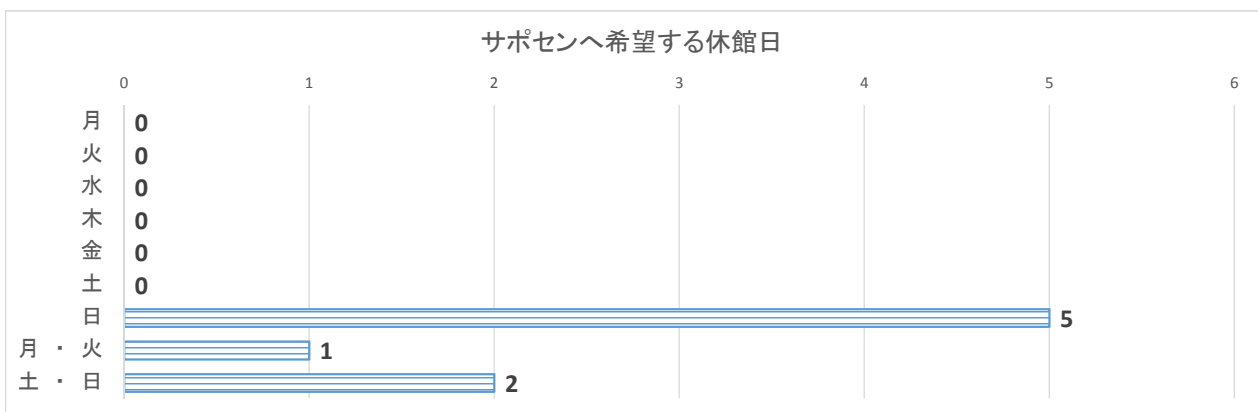 サポセンへ希望する休館日
0 1 2 3 4 5 6
月 0
火 0
水 0
木 0
金 0
土 0
日 5
月 ・ 火 1
土 ・ 日 2